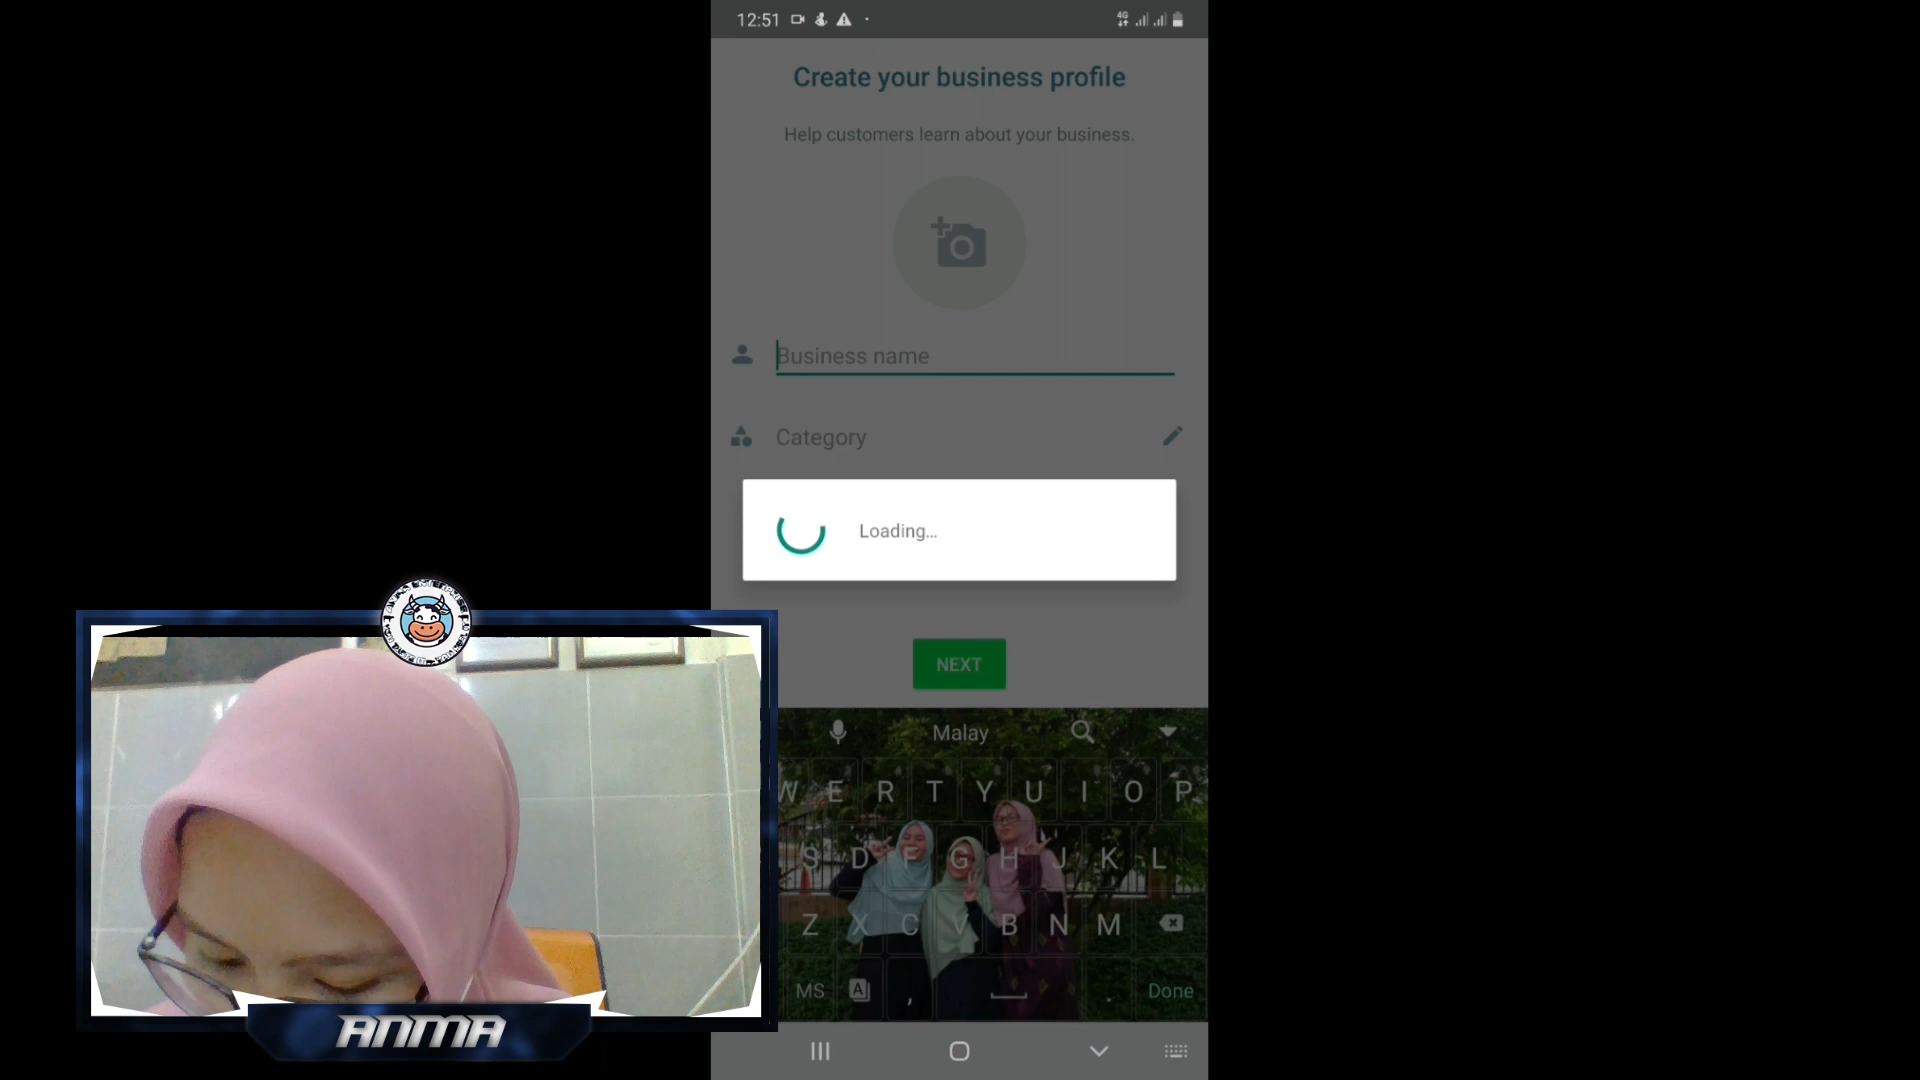 12:51
4G
Create your business profile
Help customers learn about your business.
Business name
Category
Loading...
NEXT
Malay
W E R T Y U I O P
S D F G H J K L
Z X C V B N M
MS , . Done
ANMA